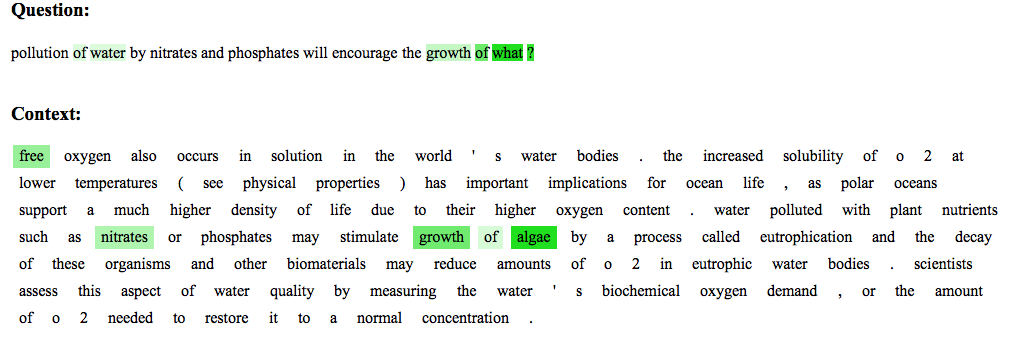 Question:
pollution of water by nitrates and phosphates will encourage the growth of what ?
Context:
free oxygen also occurs in solution in the world ' s water bodies . the increased solubility of o 2 at
lower temperatures ( see physical properties ) has important implications for ocean life , as polar oceans
support a much higher density of life due to their higher oxygen content . water polluted with plant nutrients
such as nitrates or phosphates may stimulate growth of algae by a process called eutrophication and the decay
of these organisms and other biomaterials may reduce amounts of o 2 in eutrophic water bodies . scientists
assess this aspect of water quality by measuring the water ' s biochemical oxygen demand , or the amount
of o 2 needed to restore it to a normal concentration .